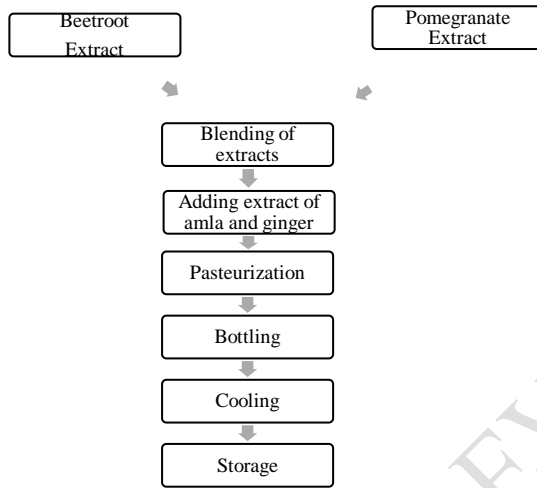 Beetroot
Extract
Pomegranate
Extract
Blending of
extracts
Adding extract of
amla and ginger
Pasteurization
Bottling
Cooling
Storage